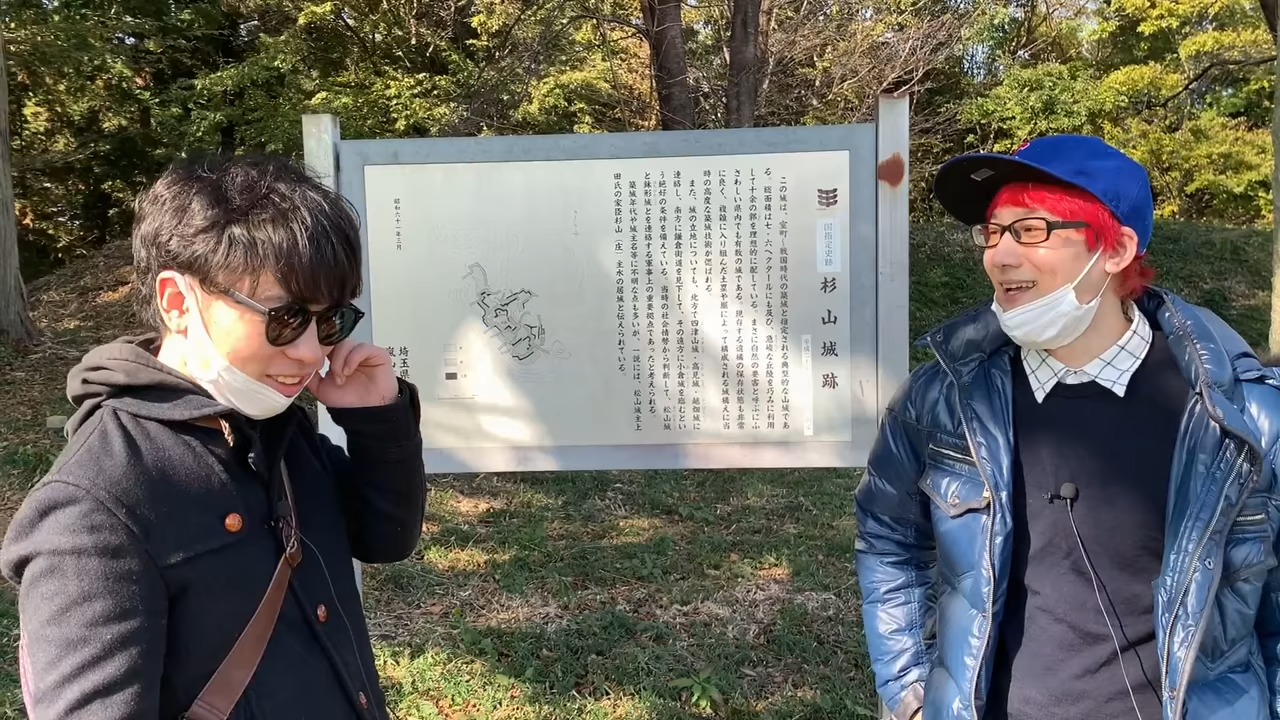 国指定史跡
杉山城跡
この城は、室町〜戦国時代の築城と指定される典型的な山城であ
る。総面積は七・六ヘクタールにも及び、急崎な丘陵を巧みに利用
して十余の郭を理想的に配している。まさに自然の要害と呼ぶにふ
さわしい県内でも有数の城である。現存する遺構の保存状態も非常
に良く、複雑に入り組んだ土塁や堀によって構成される城構えに当
時の高度な築城技術が偲ばれる。
また、城の立地についても、北方で四津山城・高見城・越畑城に
連絡し、南方に鎌倉街道を見下して、その遠方に小倉城を臨むとい
う絶好の条件を備えている。当時の社会情勢から判断して、松山城
と鉢形城とを連絡する軍事上の重要拠点であったと考えられる。
築城年代や城主名等に不明な点も多いが、一説には、松山城主上
田氏の家臣杉山（庄）主水の居城と伝えられている。
昭和六十一年三月
埼玉県
嵐